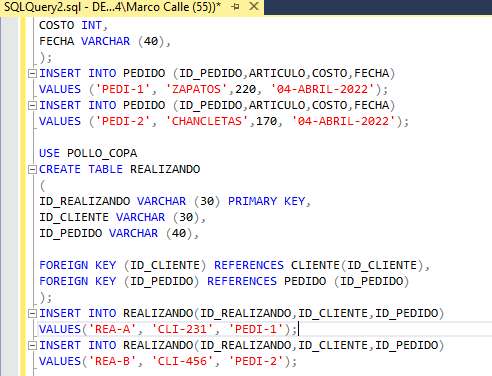 SQLQuery2.sql - DE...4\Marco Calle (55))*
COSTO INT,
FECHA VARCHAR (40),
);
INSERT INTO PEDIDO (ID_PEDIDO,ARTICULO,COSTO,FECHA)
VALUES ('PEDI-1', 'ZAPATOS',220, '04-ABRIL-2022');
INSERT INTO PEDIDO (ID_PEDIDO,ARTICULO,COSTO,FECHA)
VALUES ('PEDI-2', 'CHANCLETAS',170, '04-ABRIL-2022');
USE POLLO_COPA
CREATE TABLE REALIZANDO
(
ID_REALIZANDO VARCHAR (30) PRIMARY KEY,
ID_CLIENTE VARCHAR (30),
ID_PEDIDO VARCHAR (40),
FOREIGN KEY (ID_CLIENTE) REFERENCES CLIENTE(ID_CLIENTE),
FOREIGN KEY (ID_PEDIDO) REFERENCES PEDIDO (ID_PEDIDO)
);
INSERT INTO REALIZANDO(ID_REALIZANDO,ID_CLIENTE,ID_PEDIDO)
VALUES('REA-A', 'CLI-231', 'PEDI-1');
INSERT INTO REALIZANDO(ID_REALIZANDO,ID_CLIENTE,ID_PEDIDO)
VALUES('REA-B', 'CLI-456', 'PEDI-2');